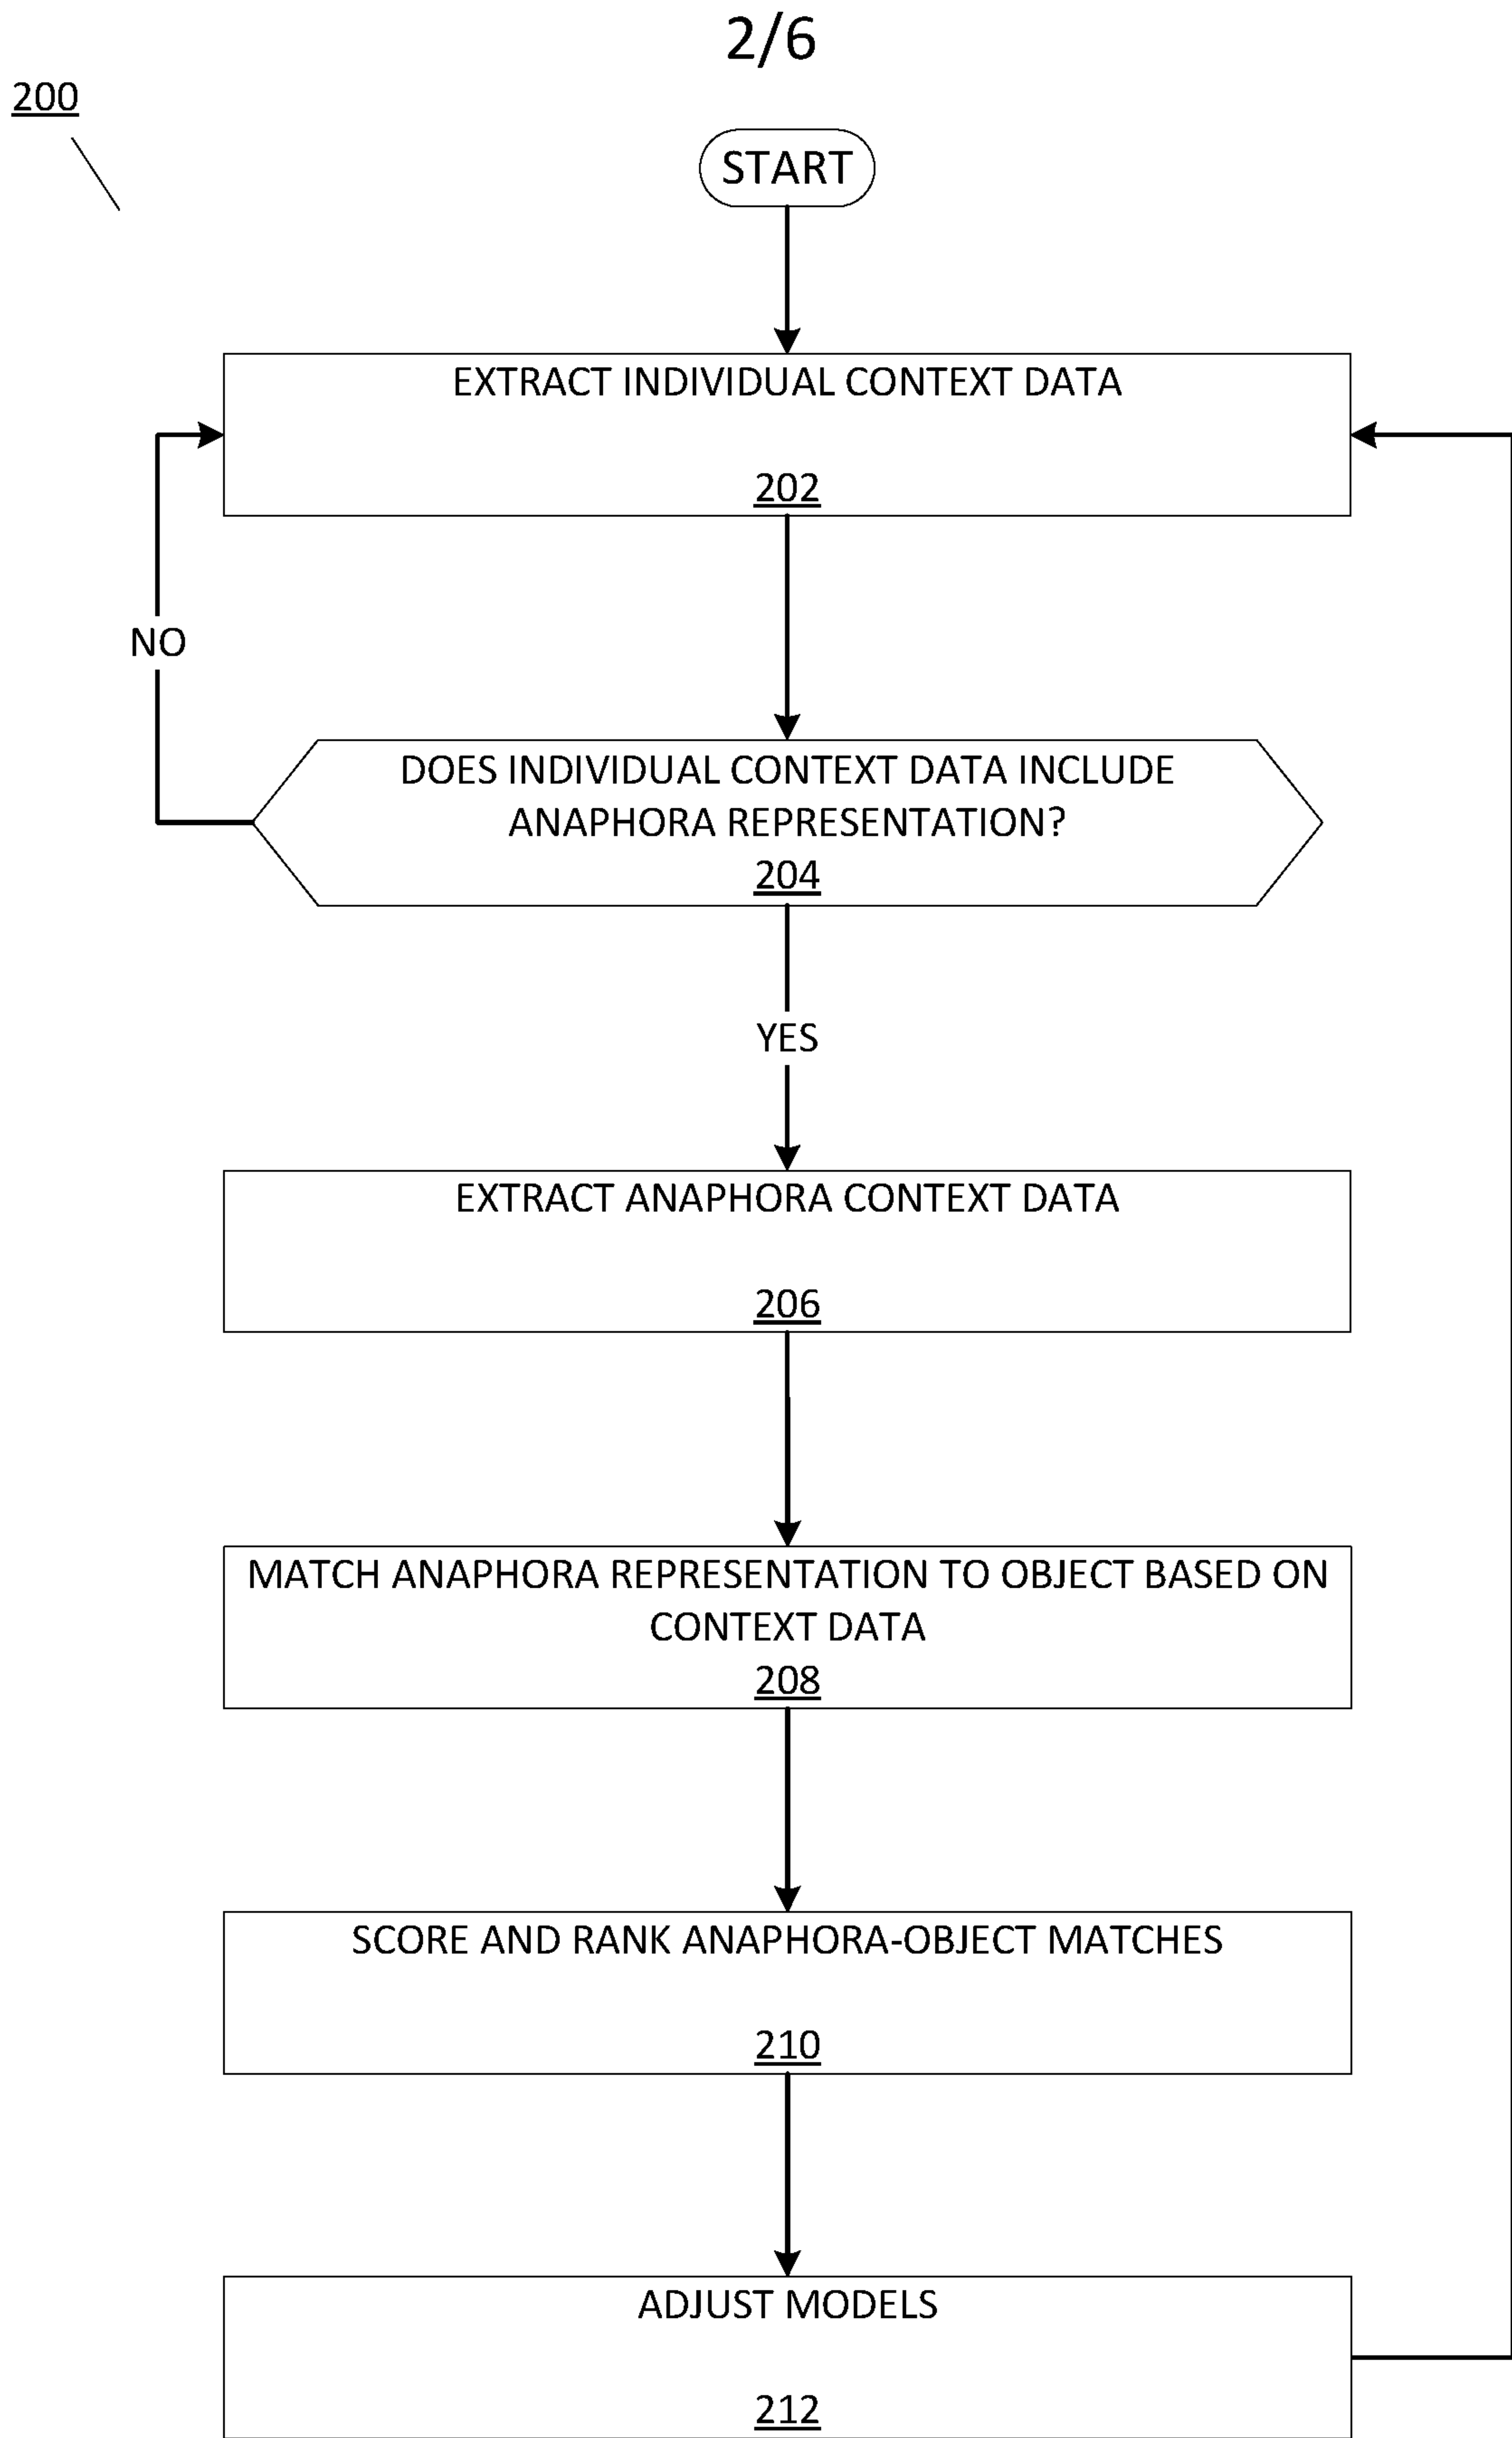 2/6
200
START
EXTRACT INDIVIDUAL CONTEXT DATA
202
NO
DOES INDIVIDUAL CONTEXT DATA INCLUDE
ANAPHORA REPRESENTATION?
204
YES
EXTRACT ANAPHORA CONTEXT DATA
206
MATCH ANAPHORA REPRESENTATION TO OBJECT BASED ON
CONTEXT DATA
208
SCORE AND RANK ANAPHORA-OBJECT MATCHES
210
ADJUST MODELS
212